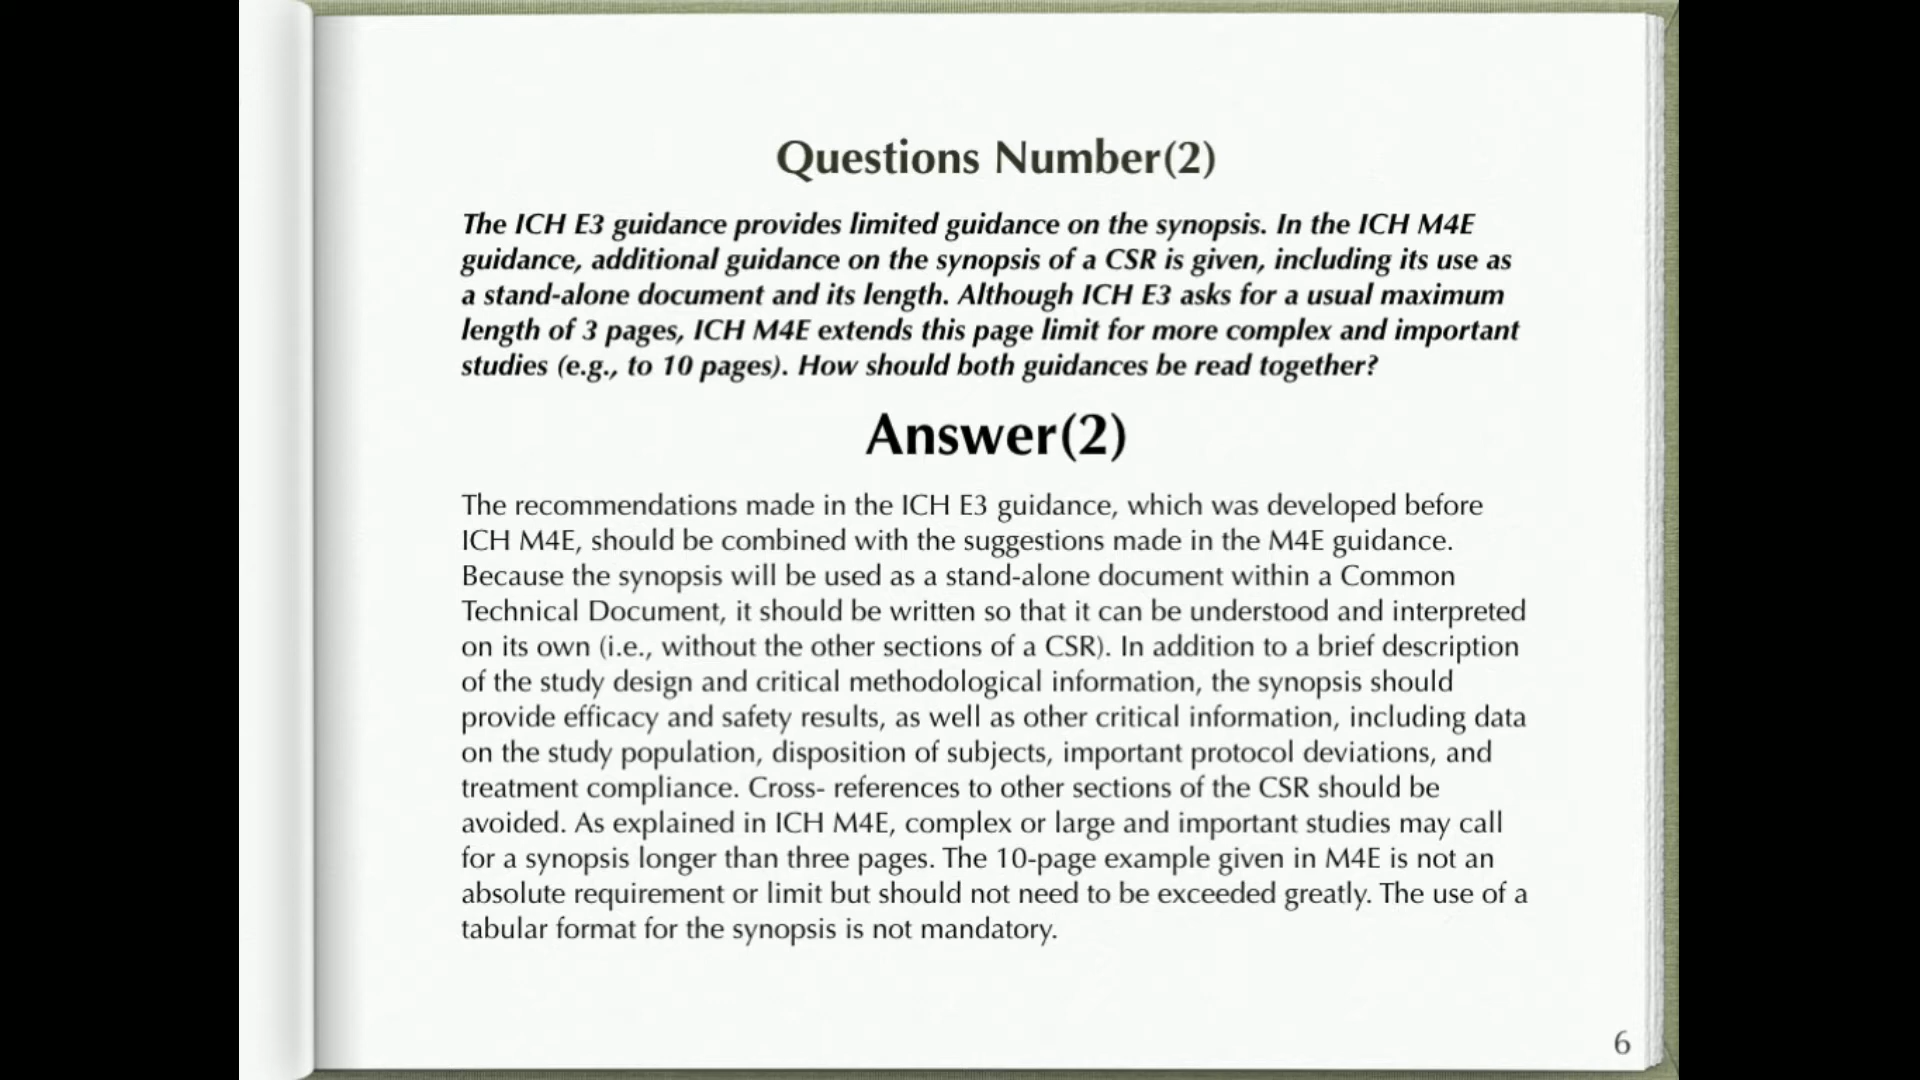 Questions Number(2)
The ICH E3 guidance provides limited guidance on the synopsis. In the ICH M4E
guidance, additional guidance on the synopsis of a CSR is given, including its use as
a stand-alone document and its length. Although ICH E3 asks for a usual maximum
length of 3 pages, ICH M4E extends this page limit for more complex and important
studies (e.g., to 10 pages). How should both guidances be read together?
Answer(2)
The recommendations made in the ICH E3 guidance, which was developed before
ICH M4E, should be combined with the suggestions made in the M4E guidance.
Because the synopsis will be used as a stand-alone document within a Common
Technical Document, it should be written so that it can be understood and interpreted
on its own (i.e., without the other sections of a CSR). In addition to a brief description
of the study design and critical methodological information, the synopsis should
provide efficacy and safety results, as well as other critical information, including data
on the study population, disposition of subjects, important protocol deviations, and
treatment compliance. Cross- references to other sections of the CSR should be
avoided. As explained in ICH M4E, complex or large and important studies may call
for a synopsis longer than three pages. The 10-page example given in M4E is not an
absolute requirement or limit but should not need to be exceeded greatly. The use of a
tabular format for the synopsis is not mandatory.
6